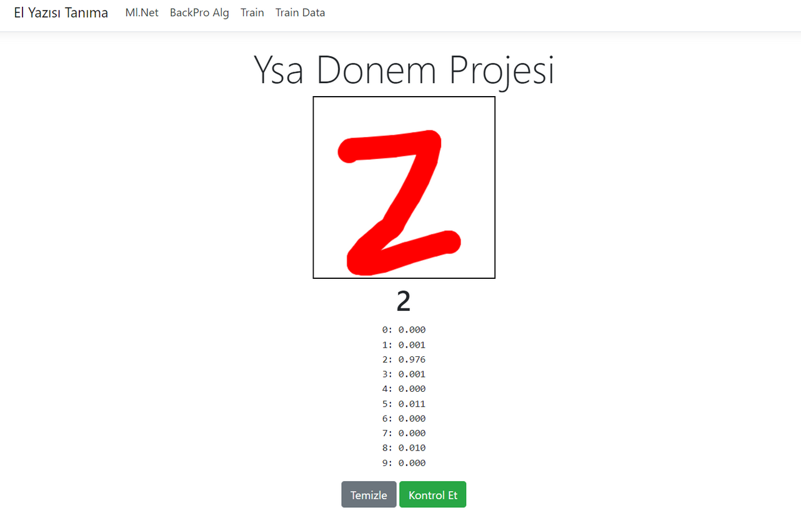 El Yazısı Tanıma Ml.Net BackPro Alg Train Train Data
Ysa Donem Projesi
Z
2
0: 0.000
1: 0.001
2: 0.976
3: 0.001
4: 0.000
5: 0.011
6: 0.000
7: 0.000
8: 0.010
9: 0.000
Temizle Kontrol Et